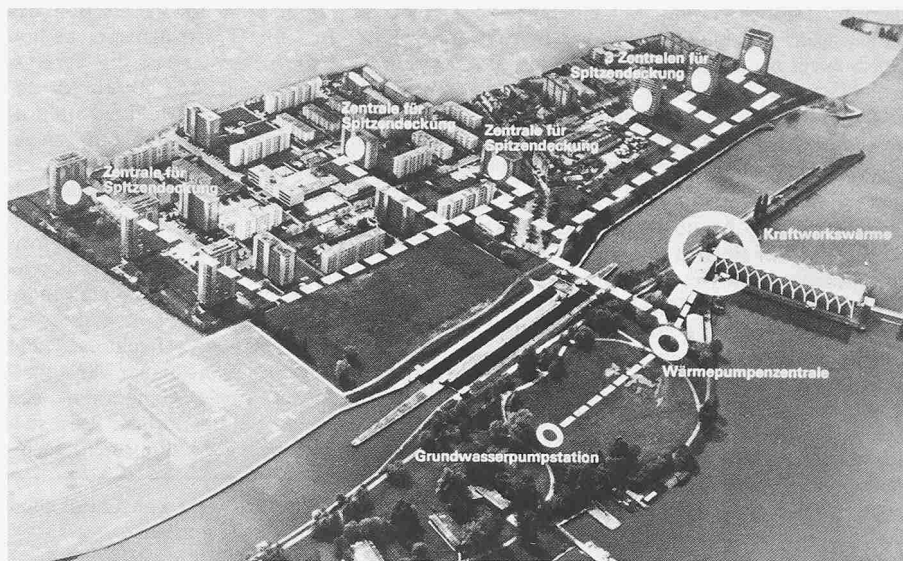 3 Zentralen für
Spitzendeckung
Zentrale für
Spitzendeckung
Zentrale für
Spitzendeckung
Zentrale für
Spitzendeckung
Kraftwerkswärme
Wärmepumpenzentrale
Grundwasserpumpstation